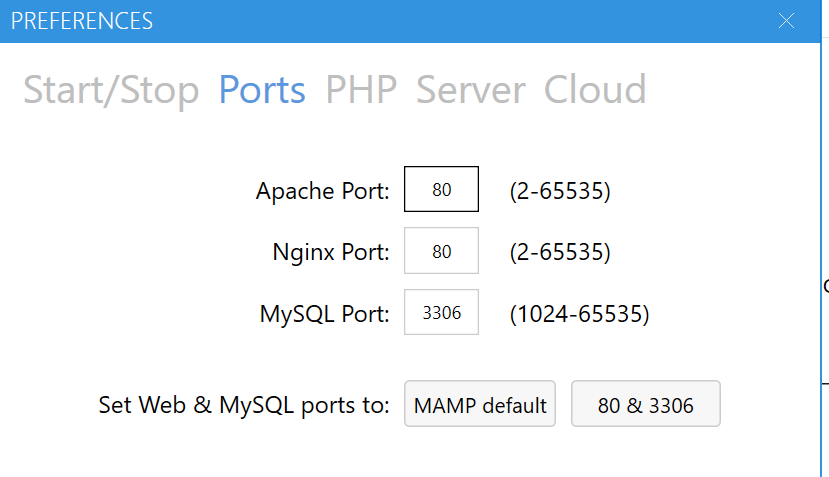 PREFERENCES
Start/Stop Ports PHP Server Cloud
Apache Port: 80 (2-65535)
Nginx Port: 80 (2-65535)
MySQL Port: 3306 (1024-65535)
Set Web & MySQL ports to: MAMP default 80 & 3306